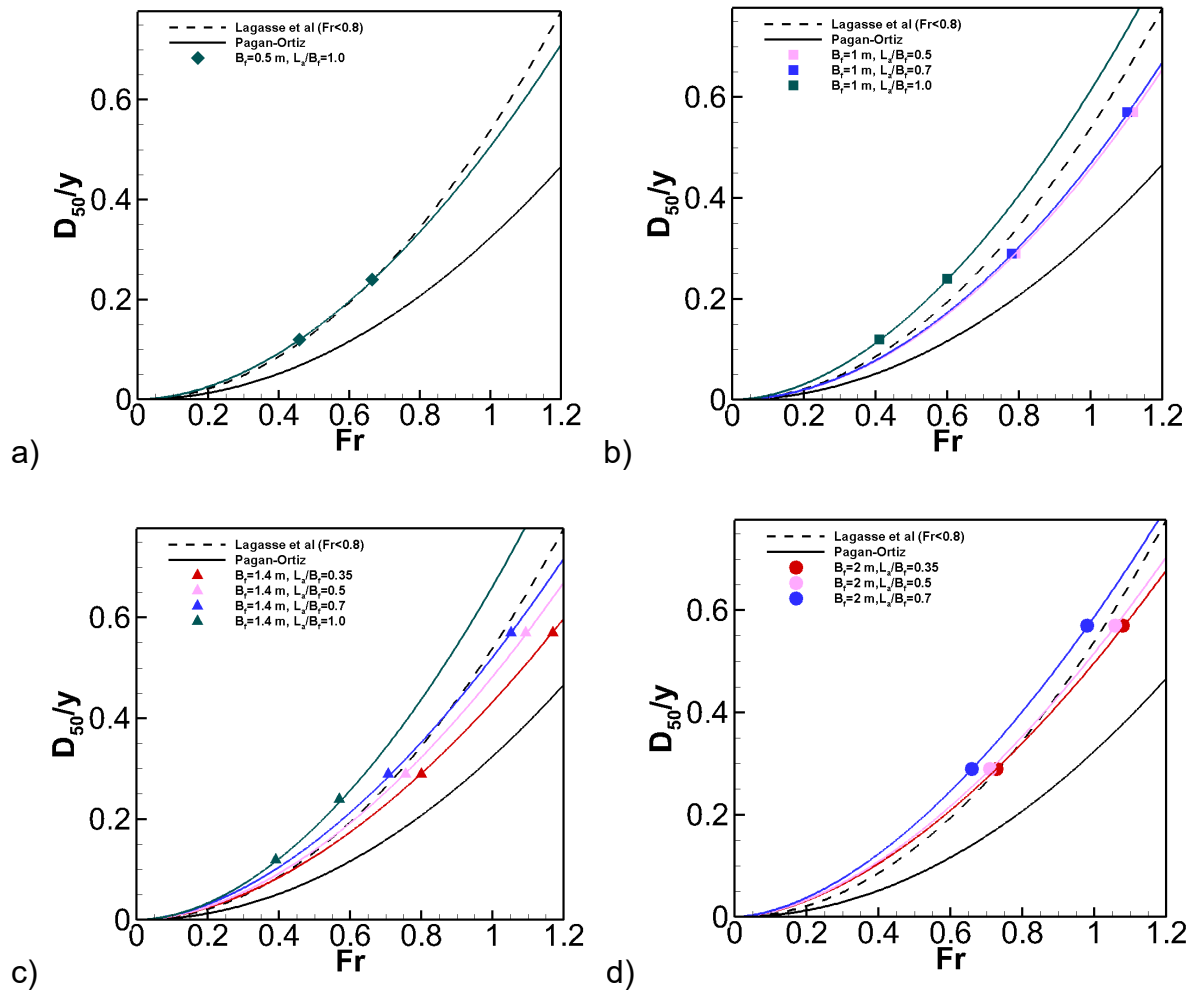 Lagasse et al (Fr<0.8)
Pagan-Ortiz
Bf=0.5 m, La/Bf=1.0
D50/y
0.6
0.4
0.2
0
0 0.2 0.4 0.6 0.8 1 1.2
Fr
a)
Lagasse et al (Fr<0.8)
Pagan-Ortiz
Bf=1 m, La/Bf=0.5
Bf=1 m, La/Bf=0.7
Bf=1 m, La/Bf=1.0
D50/y
0.6
0.4
0.2
0
0 0.2 0.4 0.6 0.8 1 1.2
Fr
b)
Lagasse et al (Fr<0.8)
Pagan-Ortiz
Bf=1.4 m, La/Bf=0.35
Bf=1.4 m, La/Bf=0.5
Bf=1.4 m, La/Bf=0.7
Bf=1.4 m, La/Bf=1.0
D50/y
0.6
0.4
0.2
0
0 0.2 0.4 0.6 0.8 1 1.2
Fr
c)
Lagasse et al (Fr<0.8)
Pagan-Ortiz
Bf=2 m,La/Bf=0.35
Bf=2 m,La/Bf=0.5
Bf=2 m,La/Bf=0.7
D50/y
0.6
0.4
0.2
0
0 0.2 0.4 0.6 0.8 1 1.2
Fr
d)